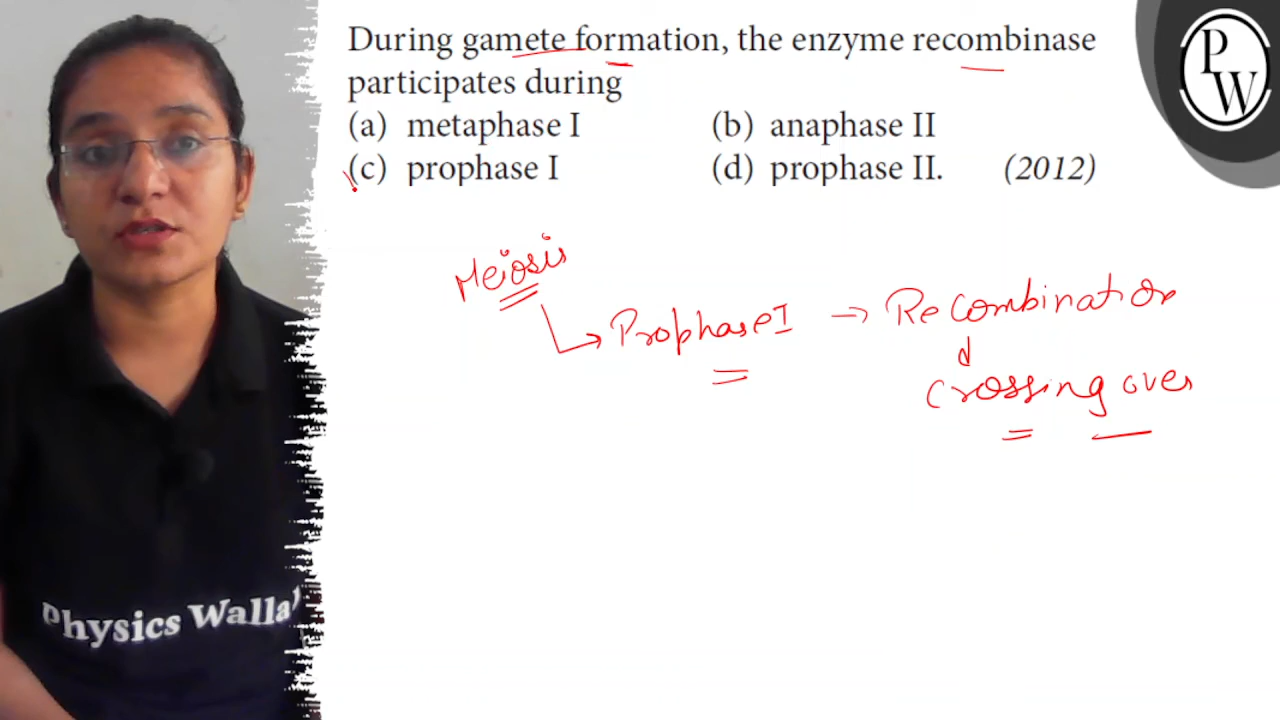 During gamete formation, the enzyme recombinase
participates during
(a) metaphase I (b) anaphase II
(c) prophase I (d) prophase II. (2012)
PW
Meiosis
Prophase I → Recombination
Crossing over
Physics Walla